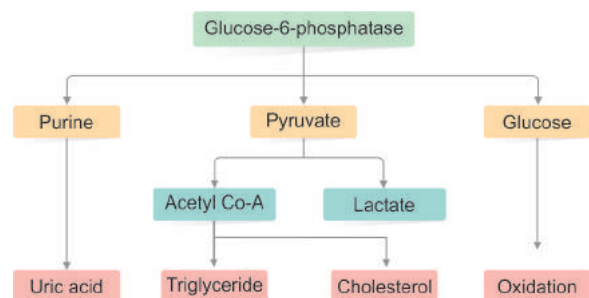 Glucose-6-phosphatase
Purine
Pyruvate
Glucose
Acetyl Co-A
Lactate
Uric acid
Triglyceride
Cholesterol
Oxidation